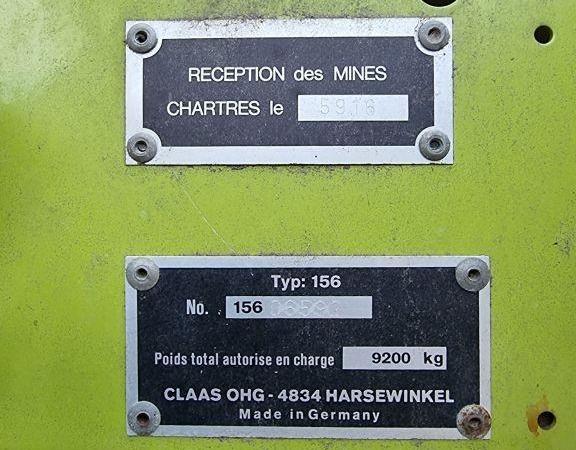 RECEPTION des MINES
CHARTRES le
Typ: 156
No. 156
Poids total autorise en charge 9200 kg
CLAAS OHG - 4834 HARSEWINKEL
Made in Germany